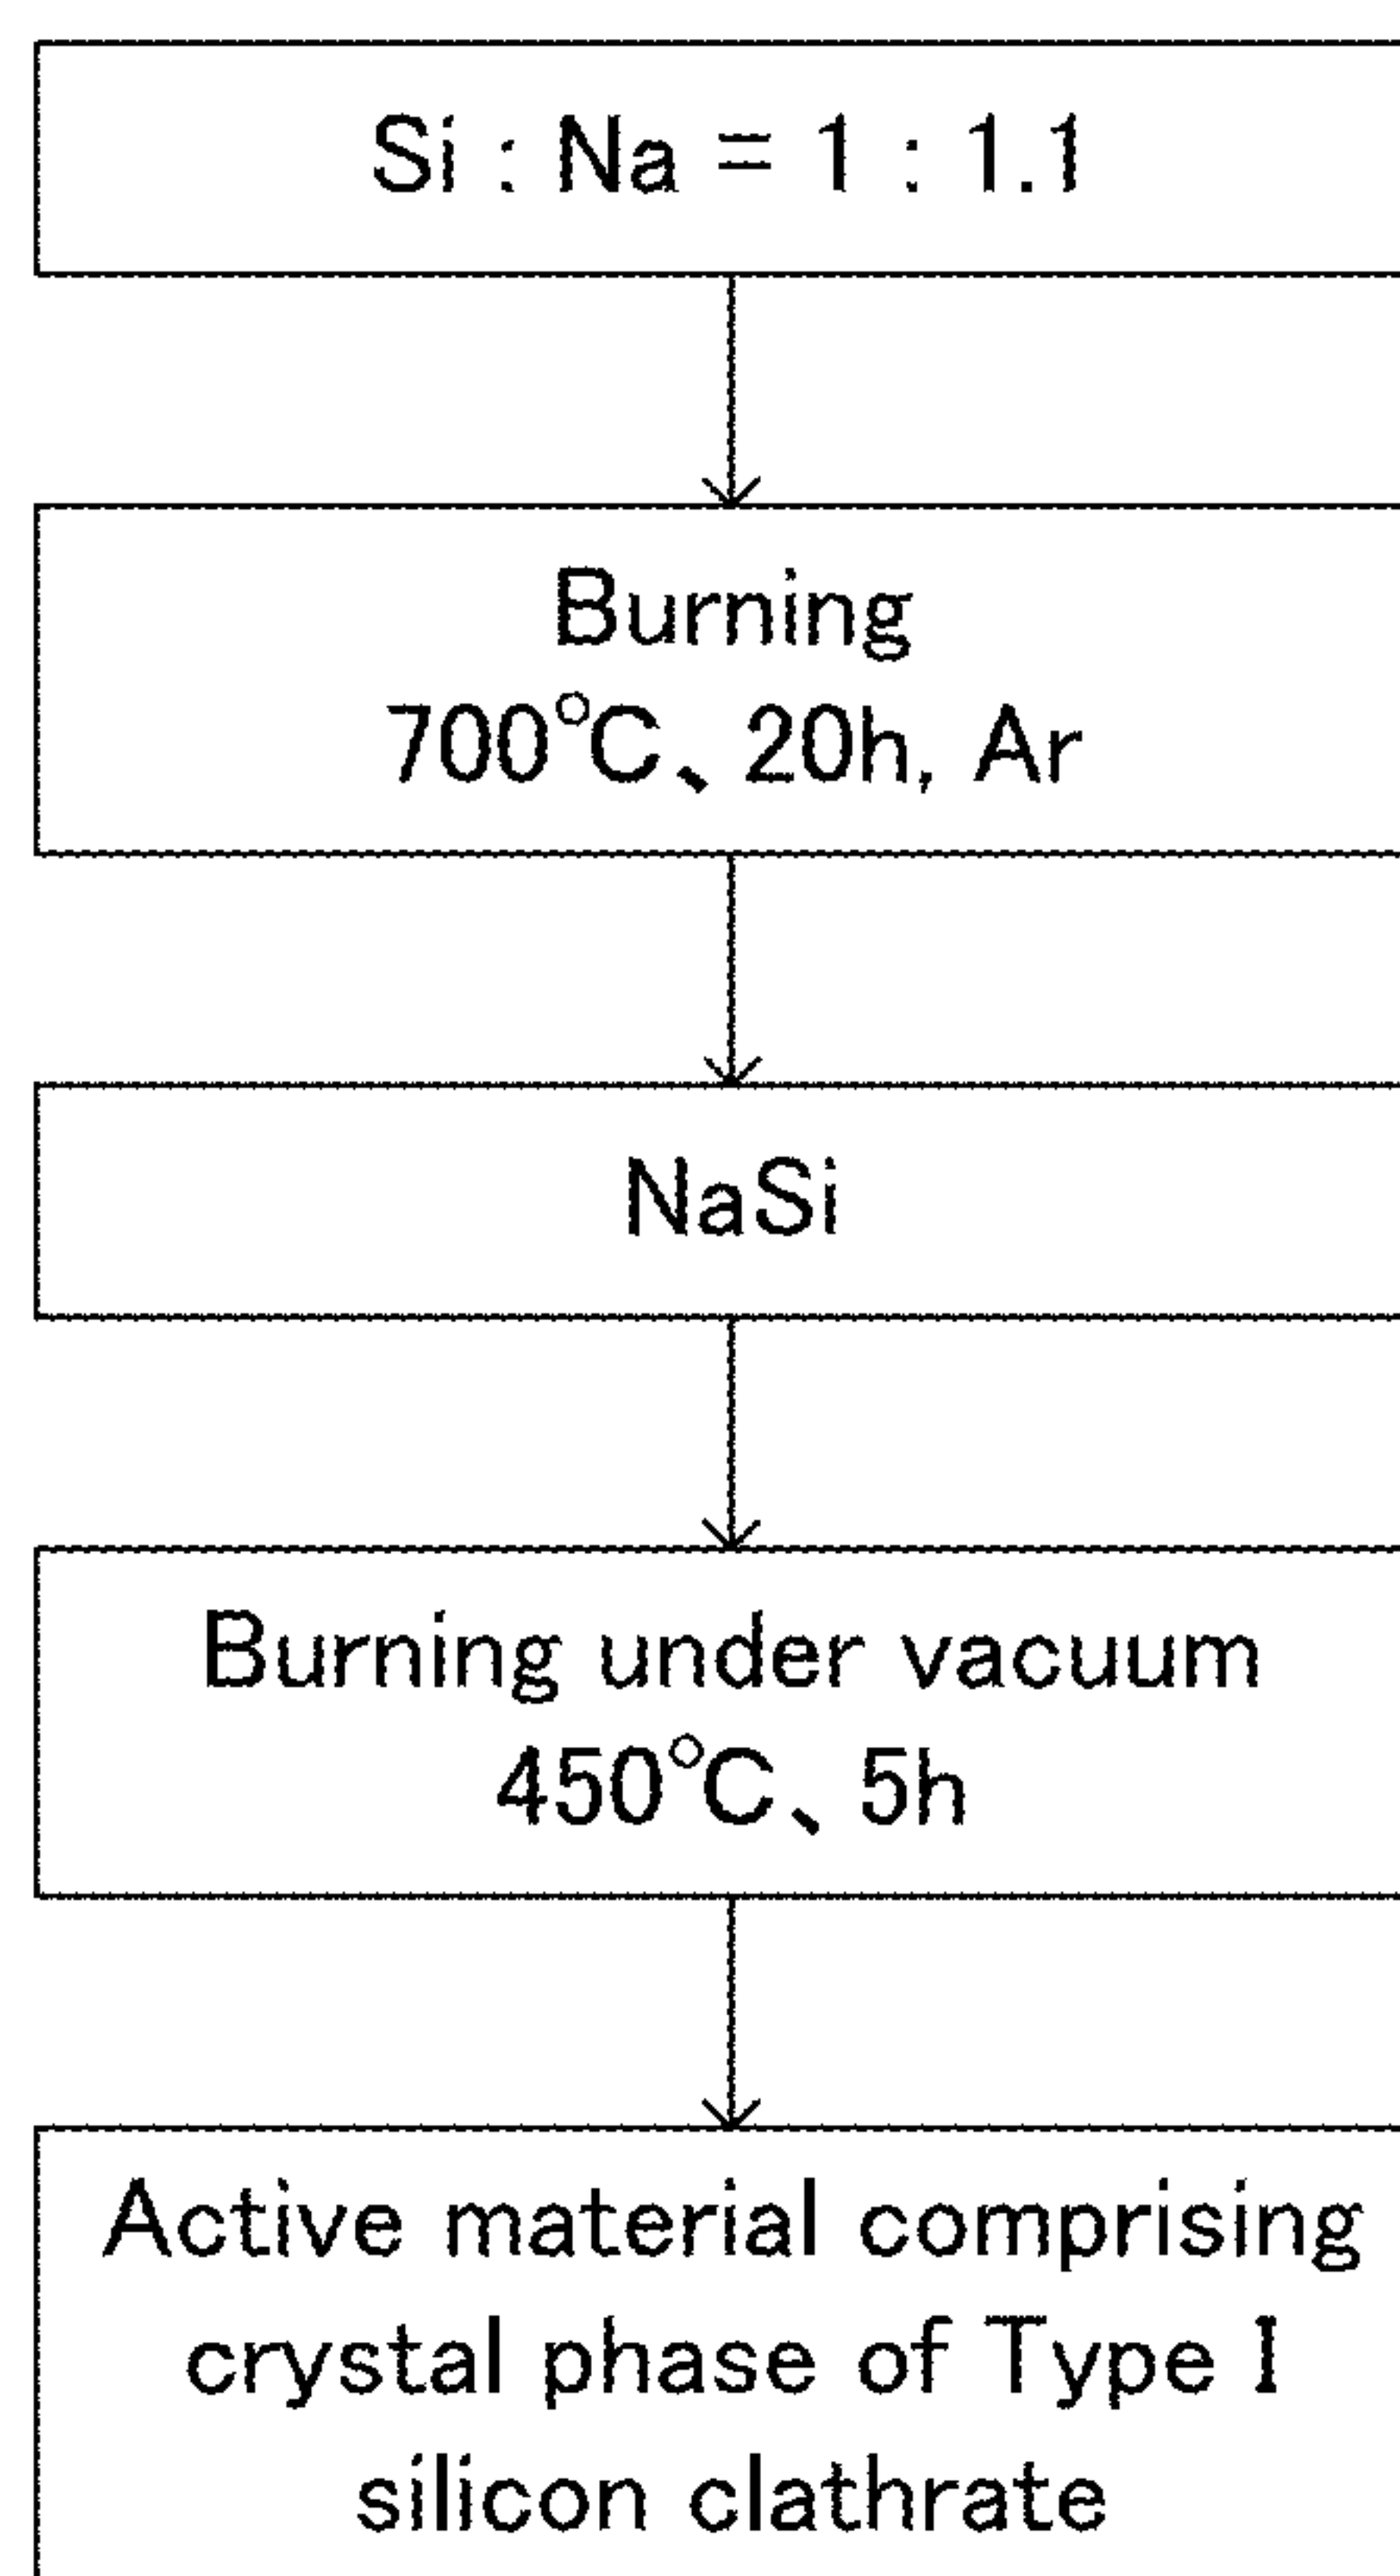 Si : Na = 1 : 1.1
Burning
700℃、20h, Ar
NaSi
Burning under vacuum
450℃、5h
Active material comprising
crystal phase of Type I
silicon clathrate